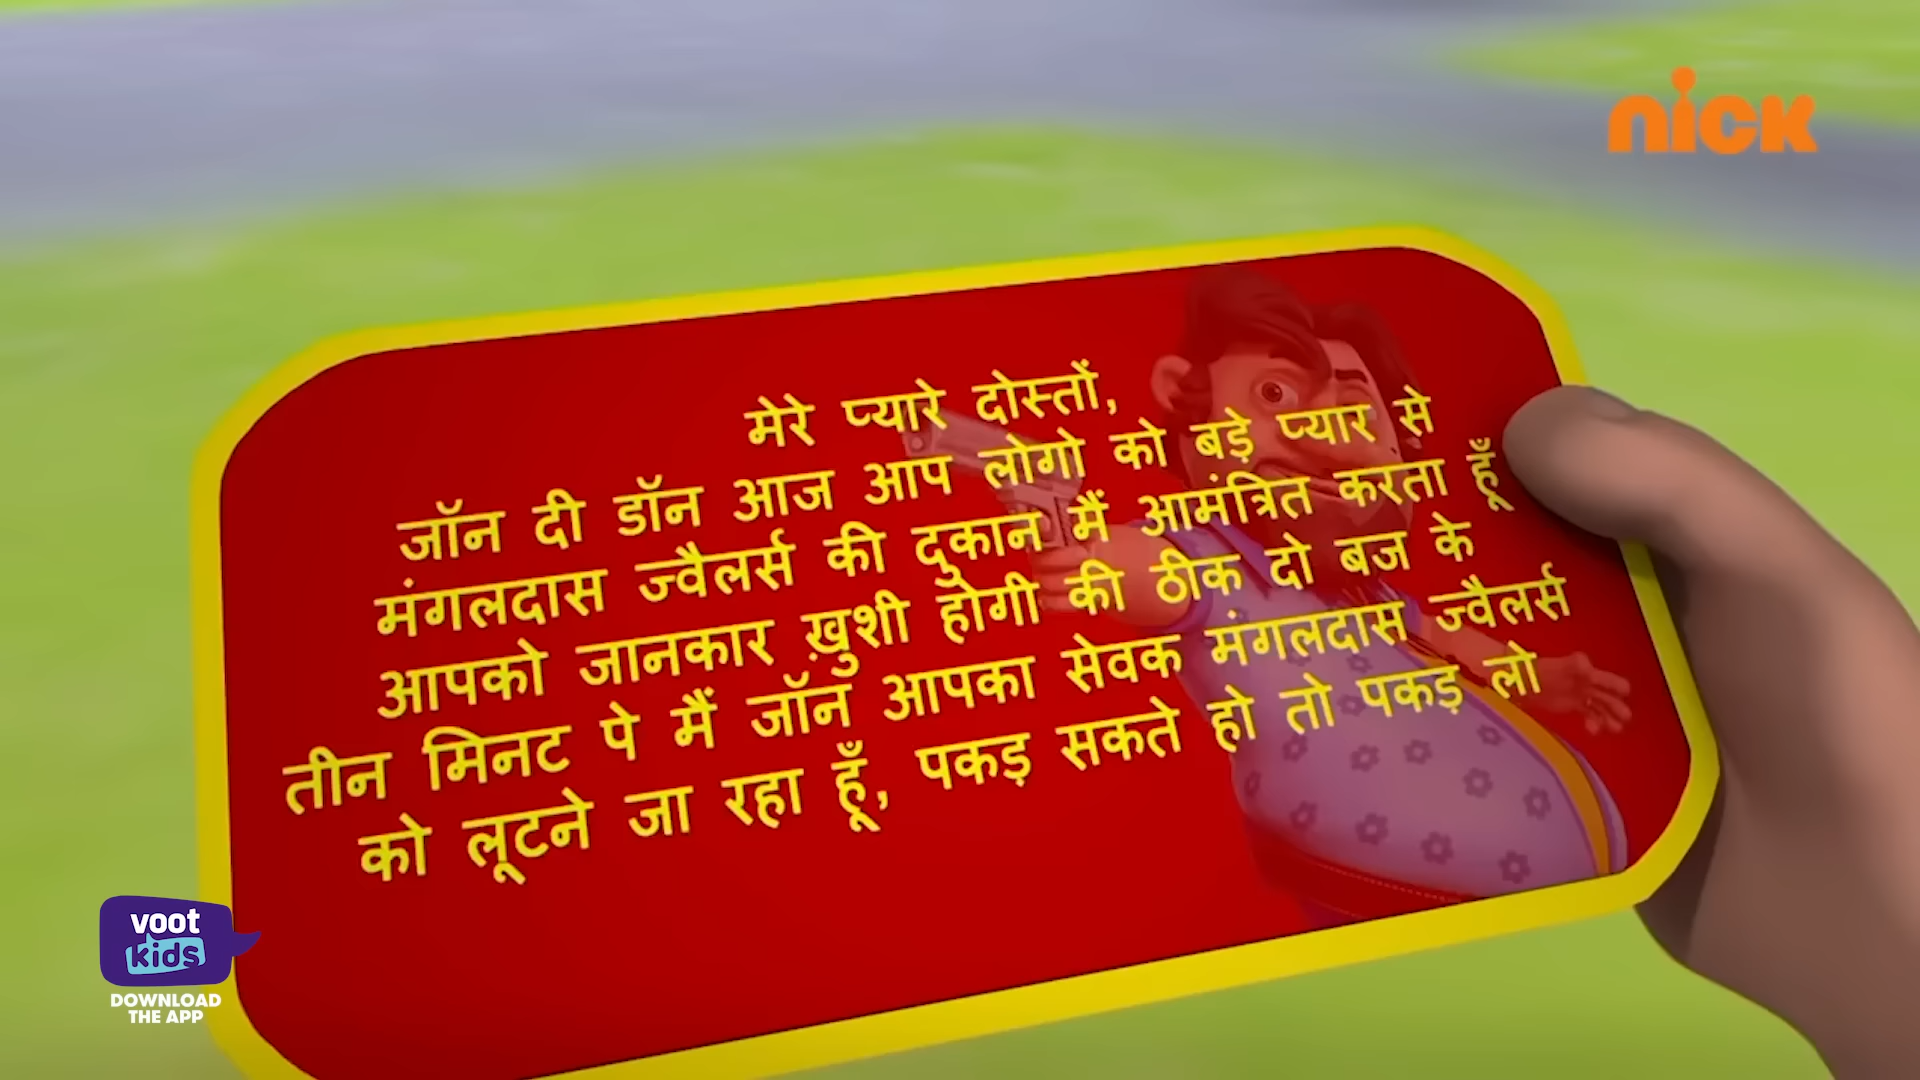 nick
मेरे प्यारे दोस्तों,
जॉन दी डॉन आज आप लोगो को बड़े प्यार से
मंगलदास ज्वैलर्स की दुकान मैं आमंत्रित करता हूँ
आपको जानकार ख़ुशी होगी की ठीक दो बज के
तीन मिनट पे मैं जॉन आपका सेवक मंगलदास ज्वैलर्स
को लूटने जा रहा हूँ, पकड़ सकते हो तो पकड़ लो
voot
kids
DOWNLOAD
THE APP